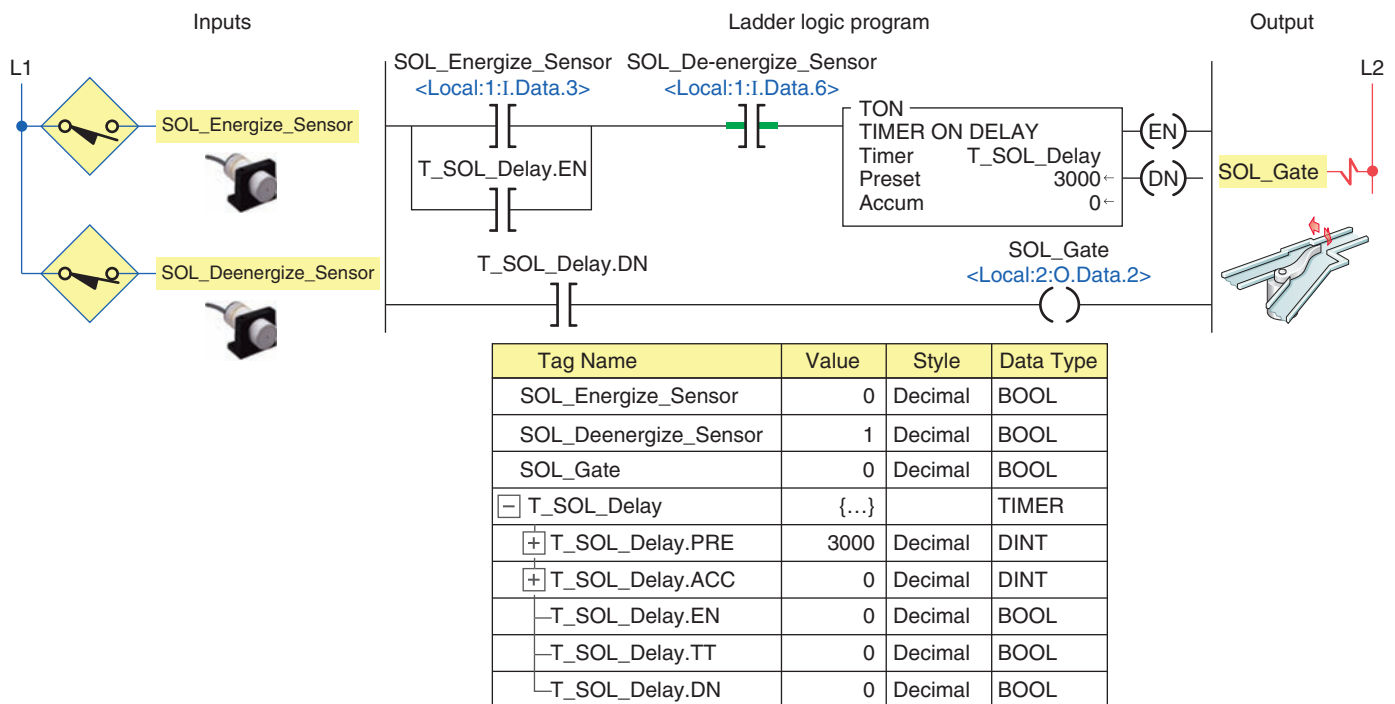 Inputs
Ladder logic program
Output
L1
L2
SOL_Energize_Sensor
SOL_Deenergize_Sensor
SOL_Energize_Sensor
<Local:1:I.Data.3>
SOL_De-energize_Sensor
<Local:1:I.Data.6>
T_SOL_Delay.EN
TON
TIMER ON DELAY
Timer T_SOL_Delay
Preset 3000←
Accum 0←
EN
DN
T_SOL_Delay.DN
SOL_Gate
<Local:2:O.Data.2>
SOL_Gate
Tag Name Value Style Data Type
SOL_Energize_Sensor 0 Decimal BOOL
SOL_Deenergize_Sensor 1 Decimal BOOL
SOL_Gate 0 Decimal BOOL
T_SOL_Delay {...} TIMER
T_SOL_Delay.PRE 3000 Decimal DINT
T_SOL_Delay.ACC 0 Decimal DINT
T_SOL_Delay.EN 0 Decimal BOOL
T_SOL_Delay.TT 0 Decimal BOOL
T_SOL_Delay.DN 0 Decimal BOOL